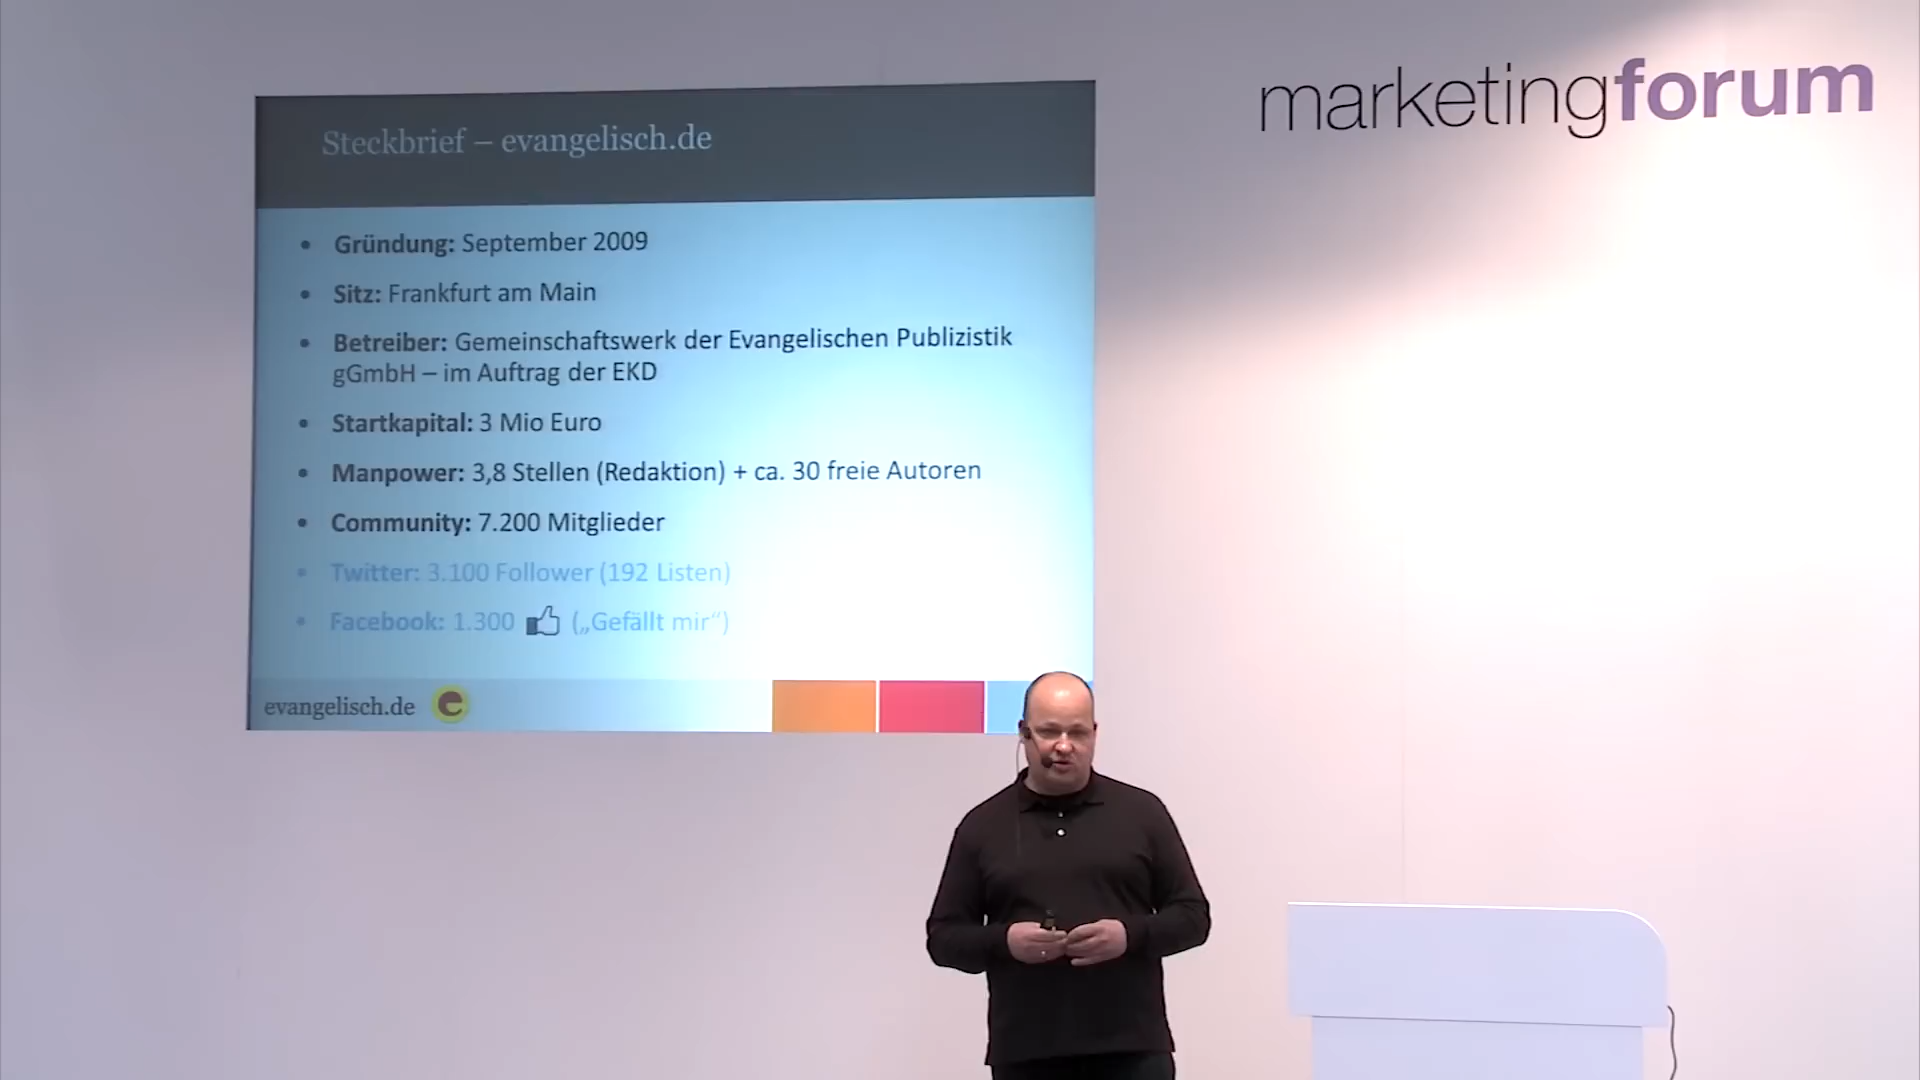 marketingforum
Steckbrief – evangelisch.de
• Gründung: September 2009
• Sitz: Frankfurt am Main
• Betreiber: Gemeinschaftswerk der Evangelischen Publizistik
gGmbH – im Auftrag der EKD
• Startkapital: 3 Mio Euro
• Manpower: 3,8 Stellen (Redaktion) + ca. 30 freie Autoren
• Community: 7.200 Mitglieder
• Twitter: 3.100 Follower (192 Listen)
• Facebook: 1.300 („Gefällt mir“)
evangelisch.de e